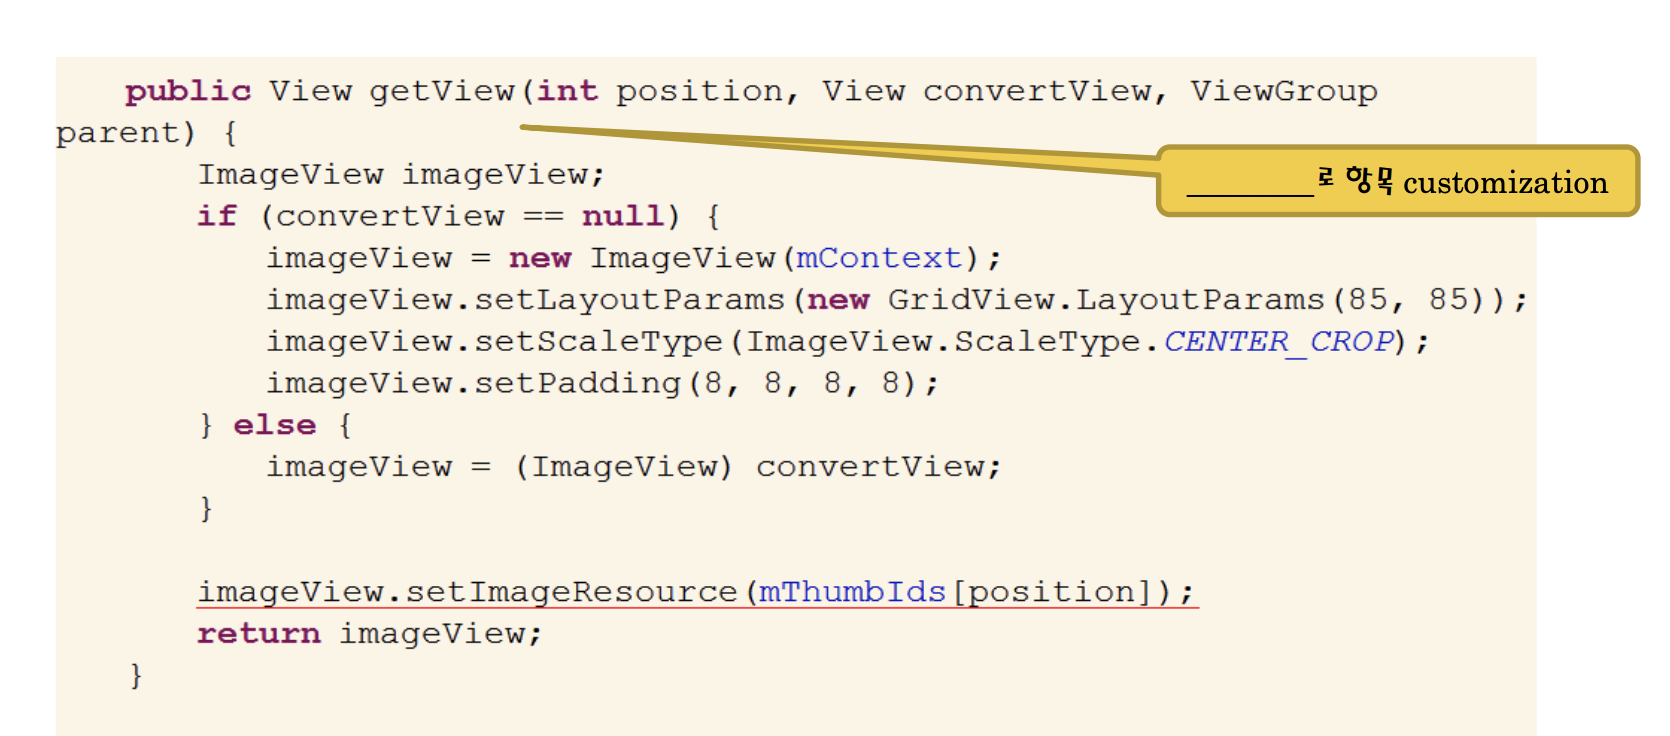 public View getView(int position, View convertView, ViewGroup
parent) {
ImageView imageView;
________로 항목 customization
if (convertView == null) {
imageView = new ImageView(mContext);
imageView.setLayoutParams(new GridView.LayoutParams(85, 85));
imageView.setScaleType(ImageView.ScaleType.CENTER_CROP);
imageView.setPadding(8, 8, 8, 8);
} else {
imageView = (ImageView) convertView;
}
imageView.setImageResource(mThumbIds[position]);
return imageView;
}